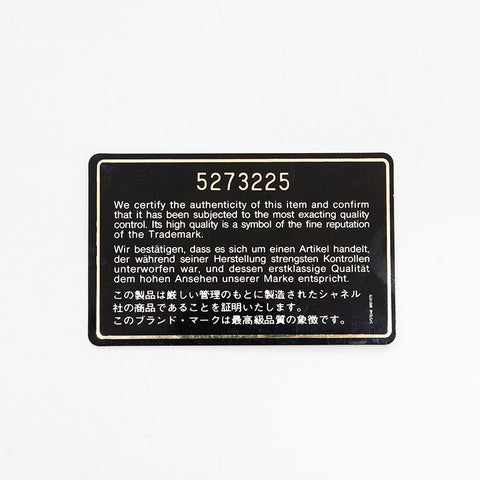 5273225
We certify the authenticity of this item and confirm
that it has been subjected to the most exacting quality
control. Its high quality is a symbol of the fine reputation
of the Trademark.
Wir bestätigen, dass es sich um einen Artikel handelt,
der während seiner Herstellung strengsten Kontrollen
unterworfen war, und dessen erstklassige Qualität
dem hohen Ansehen unserer Marke entspricht.
この製品は厳しい管理のもとに製造されたシャネル
社の商品であることを証明いたします。
このブランド・マークは最高級品質の象徴です。